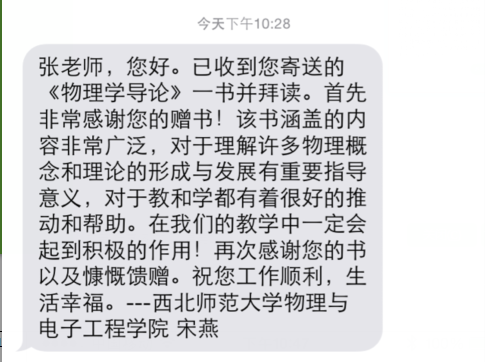 今天下午10:28
张老师，您好。已收到您寄送的
《物理学导论》一书并拜读。首先
非常感谢您的赠书！该书涵盖的内
容非常广泛，对于理解许多物理概
念和理论的形成与发展有重要指导
意义，对于教和学都有着很好的推
动和帮助。在我们的教学中一定会
起到积极的作用！再次感谢您的书
以及慷慨馈赠。祝您工作顺利，生
活幸福。---西北师范大学物理与
电子工程学院 宋燕